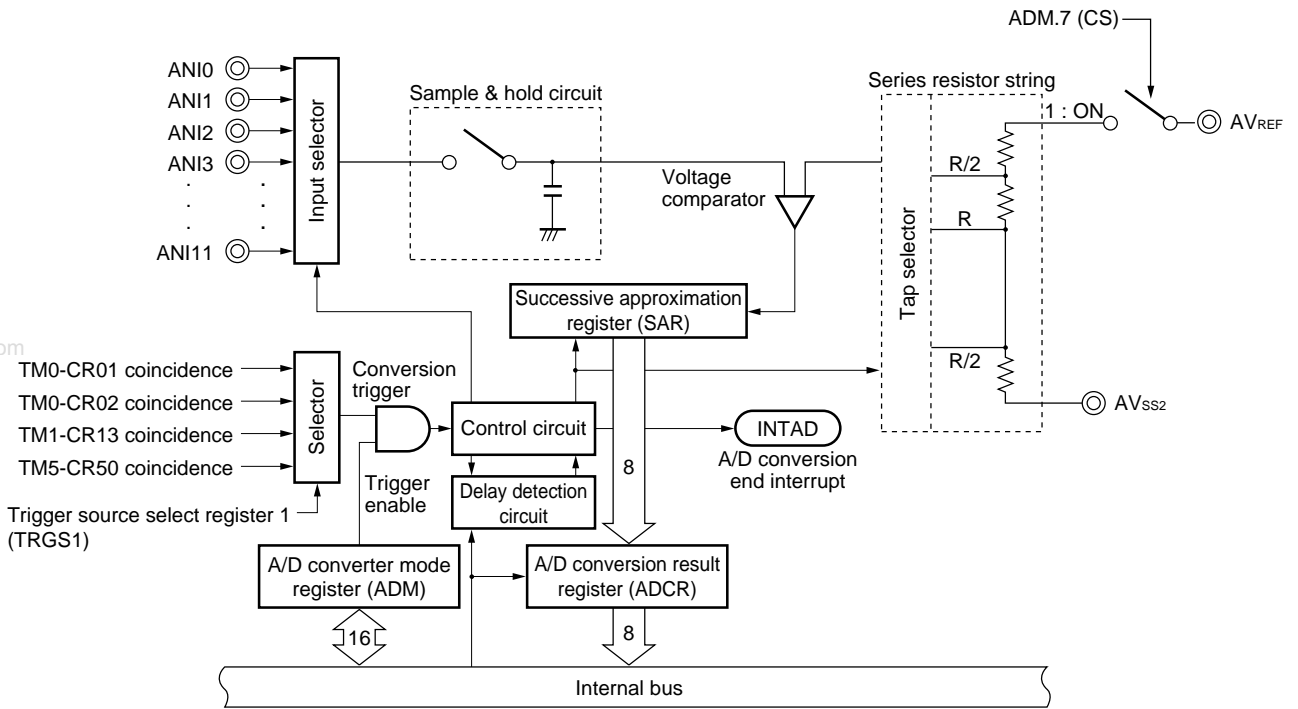 ADM.7 (CS)
ANI0
ANI1
ANI2
ANI3
ANI11
Input selector
Sample & hold circuit
Series resistor string
1 : ON
AVREF
Voltage
comparator
Tap selector
R/2
R
R/2
AVSS2
Successive approximation
register (SAR)
om
TM0-CR01 coincidence
TM0-CR02 coincidence
TM1-CR13 coincidence
TM5-CR50 coincidence
Selector
Conversion
trigger
Control circuit
INTAD
A/D conversion
end interrupt
8
Trigger
enable
Delay detection
circuit
Trigger source select register 1
(TRGS1)
A/D converter mode
register (ADM)
A/D conversion result
register (ADCR)
16
8
Internal bus